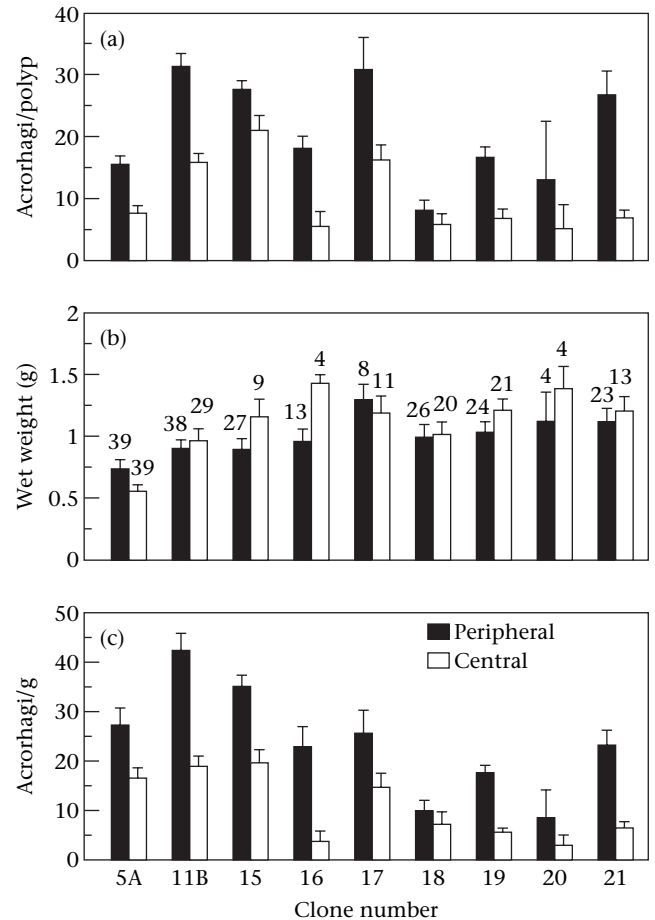 (a)
Acrorhagi/polyp
40
30
20
10
0
(b)
Wet weight (g)
2
1.5
1
0.5
0
39 39 38 29 27 9 13 4 8 11 26 20 24 21 4 4 23 13
(c)
Acrorhagi/g
50
40
30
20
10
0
Peripheral
Central
5A 11B 15 16 17 18 19 20 21
Clone number